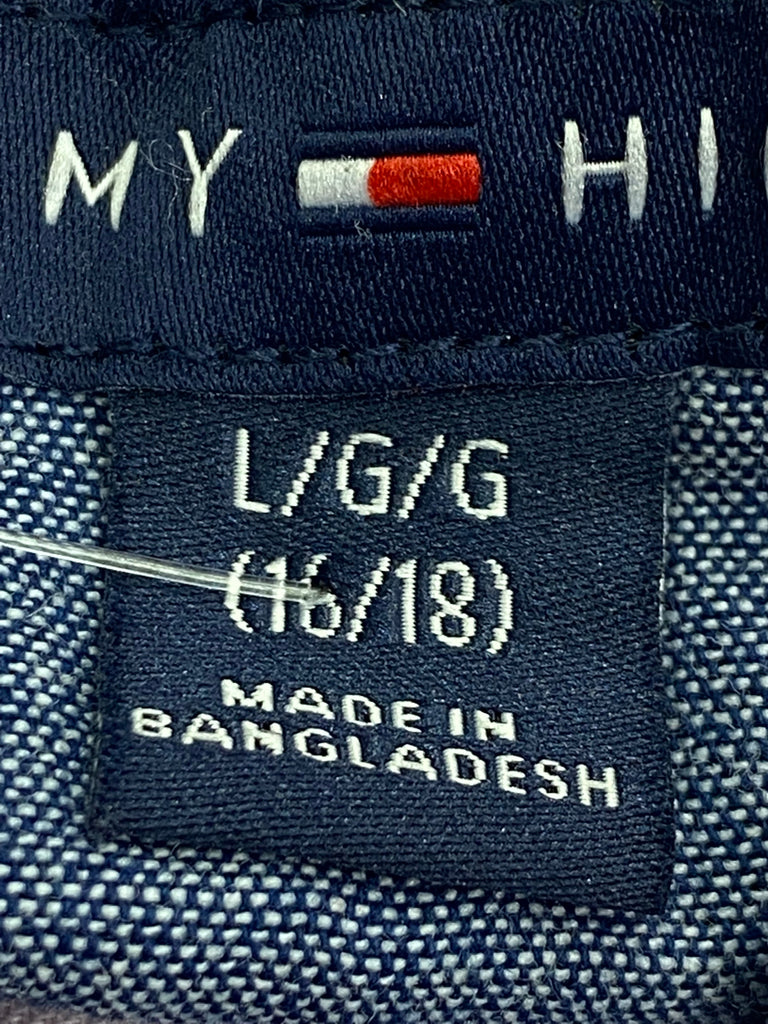 MY HI
L/G/G
(16/18)
MADE IN
BANGLADESH